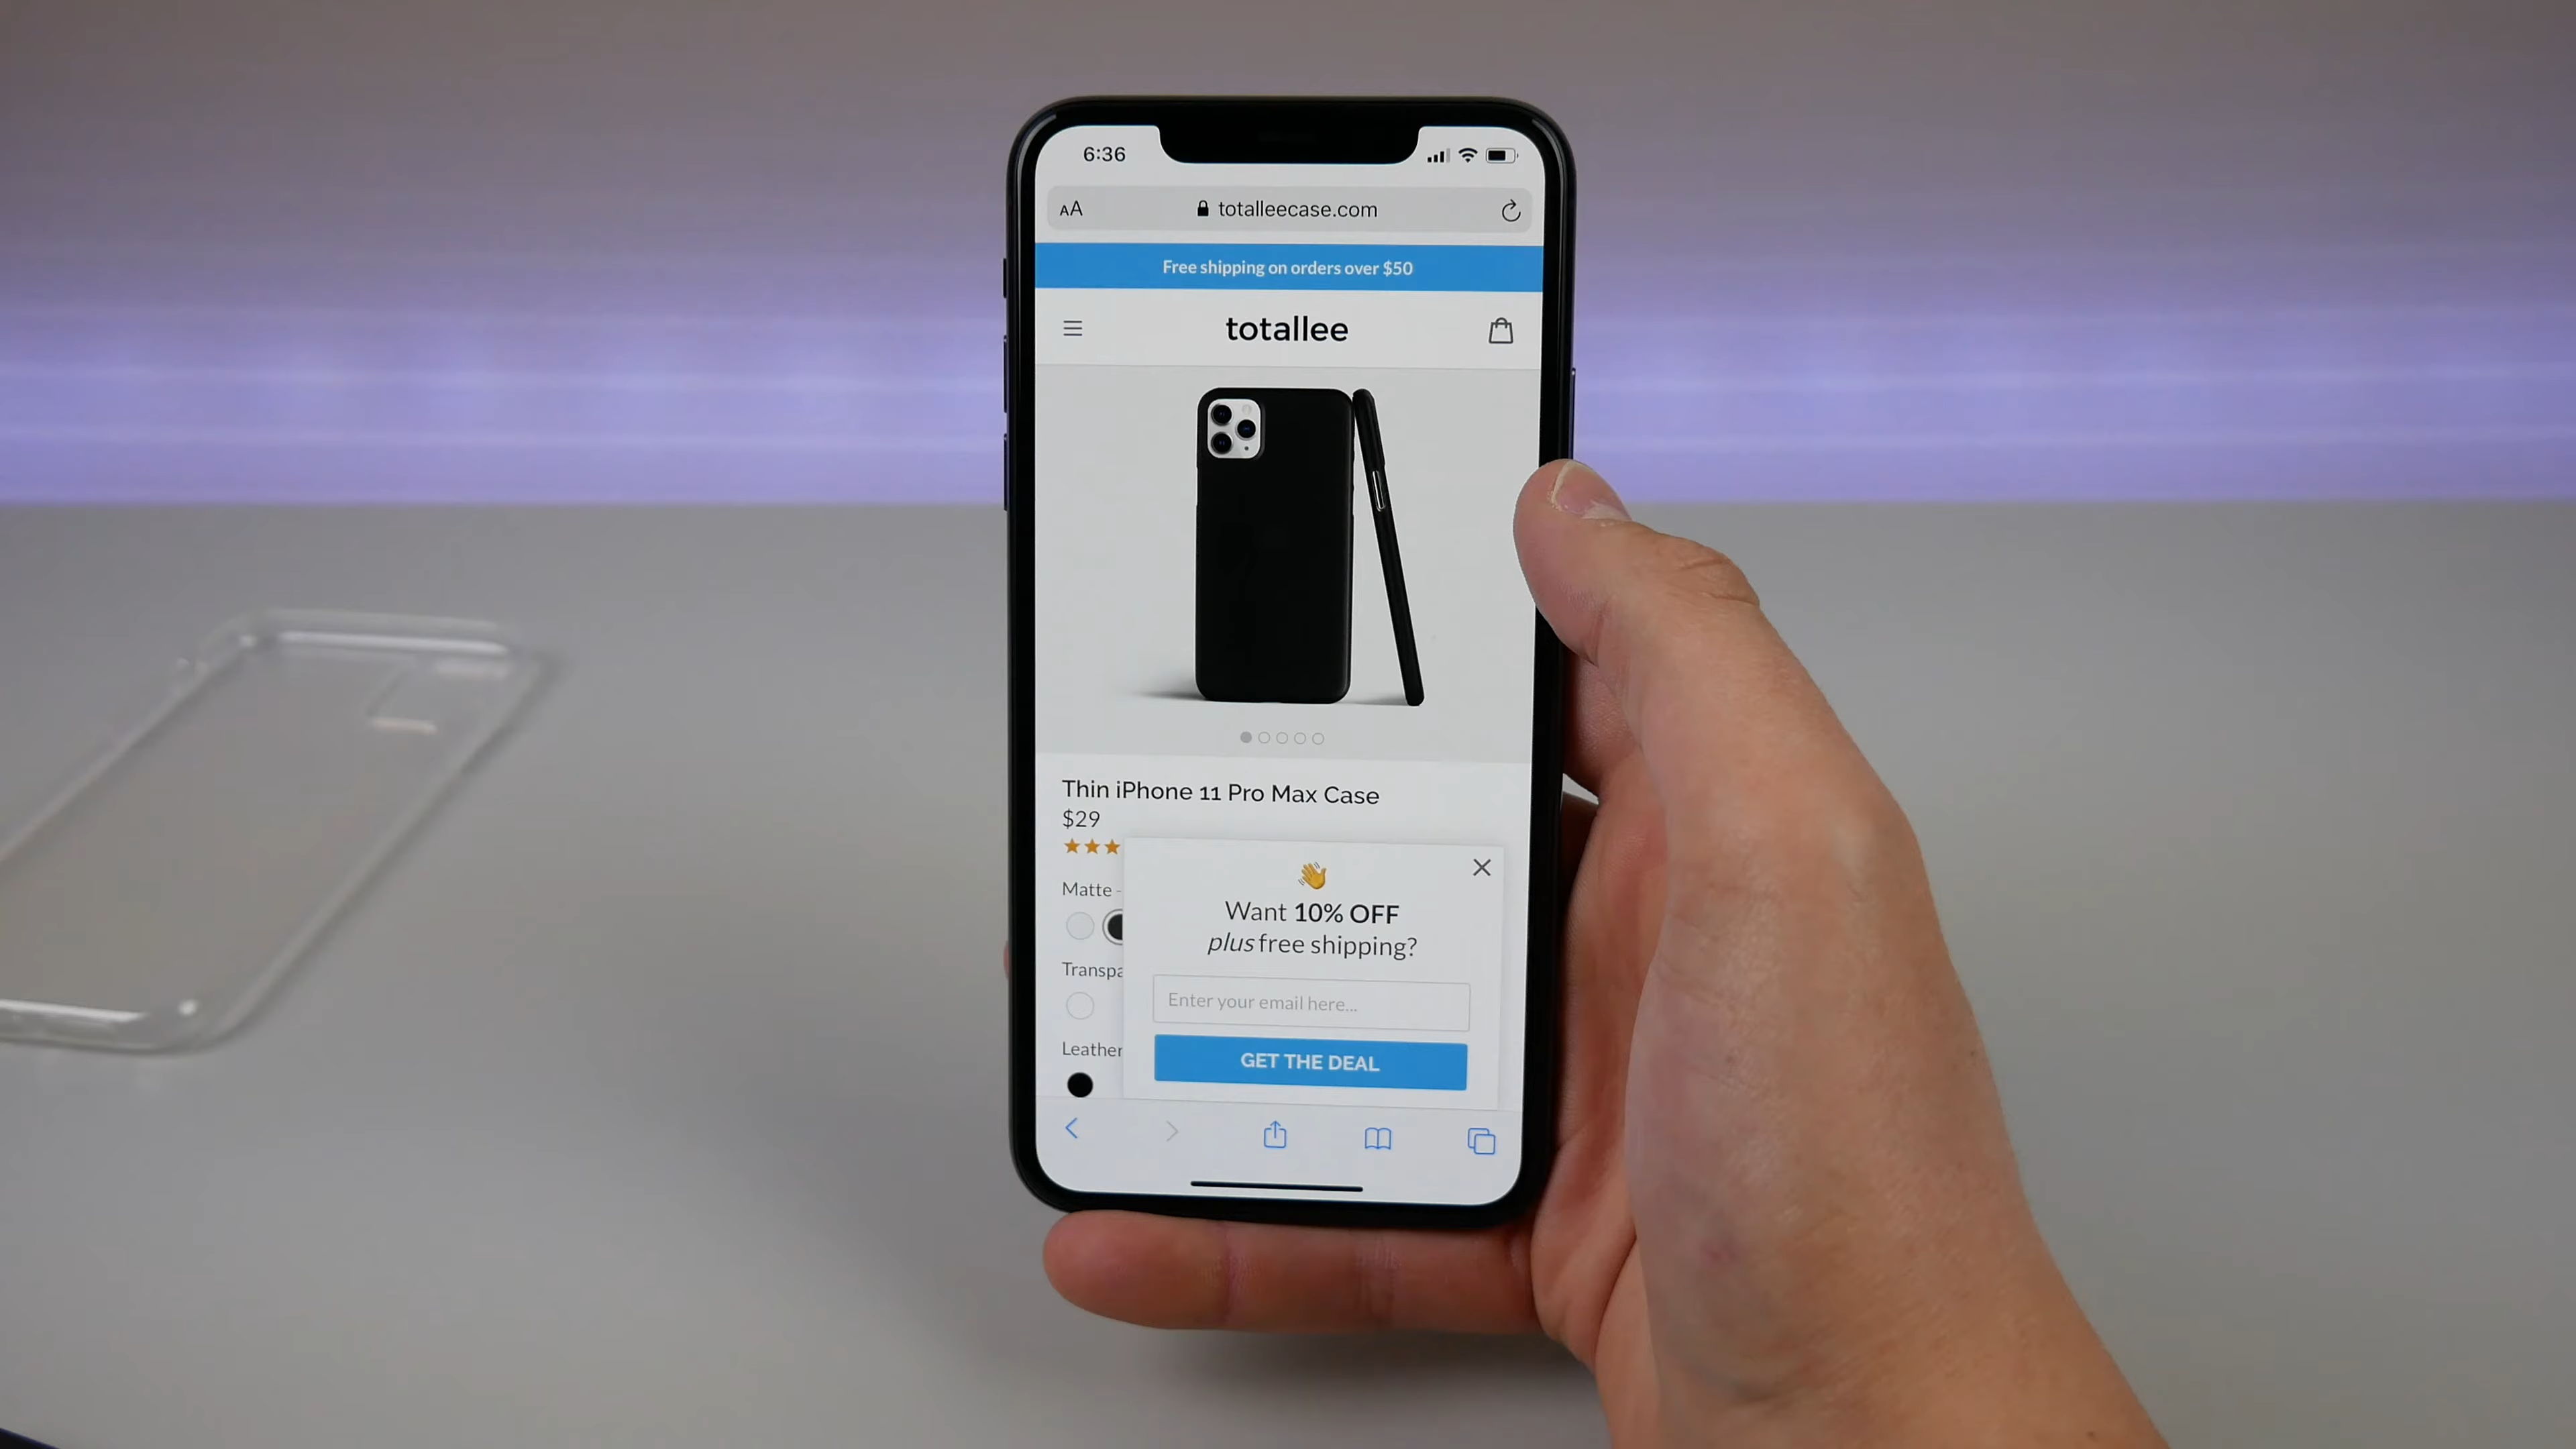 6:36
AA totalleecase.com
Free shipping on orders over $50
totallee
Thin iPhone 11 Pro Max Case
$29
Matte -
Transpa
Leather
👋
Want 10% OFF
plus free shipping?
Enter your email here...
GET THE DEAL